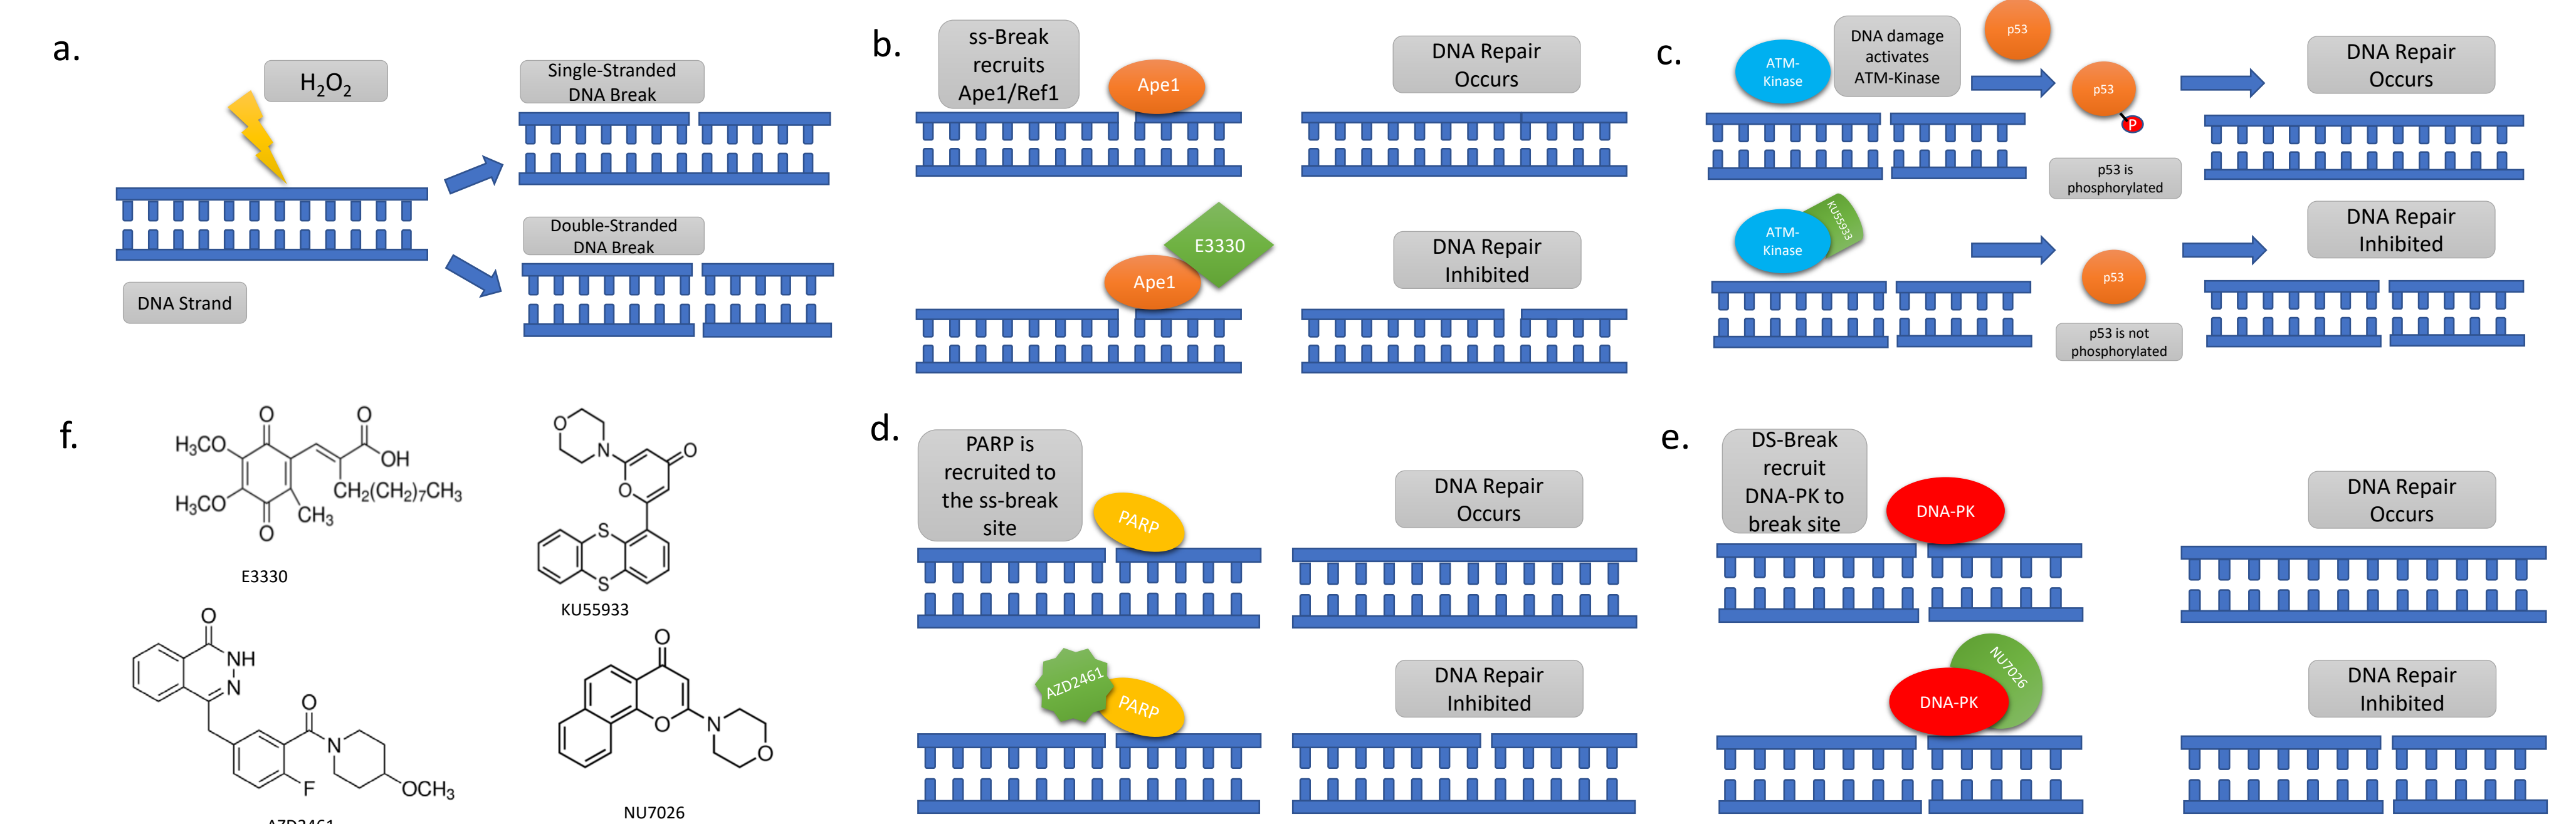 a.
H₂O₂
Single-Stranded
DNA Break
Double-Stranded
DNA Break
DNA Strand
b.
ss-Break
recruits
Ape1/Ref1
Ape1
DNA Repair
Occurs
E3330
Ape1
DNA Repair
Inhibited
c.
ATM-
Kinase
DNA damage
activates
ATM-Kinase
p53
p53
P
p53 is
phosphorylated
DNA Repair
Occurs
ATM-
Kinase
KU55933
p53
p53 is not
phosphorylated
DNA Repair
Inhibited
f.
O
O
H₃CO
OH
H₃CO
CH₂(CH₂)₇CH₃
CH₃
O
E3330
O
N
O
O
S
S
KU55933
O
NH
N
O
N
F
OCH₃
AZD2461
O
O
N
O
NU7026
d.
PARP is
recruited to
the ss-break
site
PARP
DNA Repair
Occurs
AZD2461
PARP
DNA Repair
Inhibited
e.
DS-Break
recruit
DNA-PK to
break site
DNA-PK
DNA Repair
Occurs
NU7026
DNA-PK
DNA Repair
Inhibited